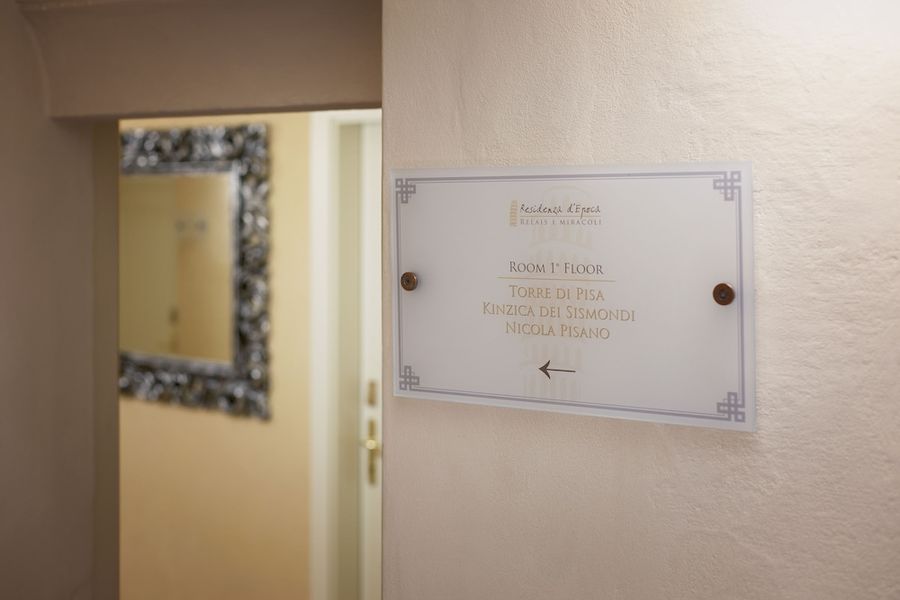 Residenza d'Epoca
RELAIS I MIRACOLI
ROOM 1° FLOOR
TORRE DI PISA
KINZICA DEI SISMONDI
NICOLA PISANO